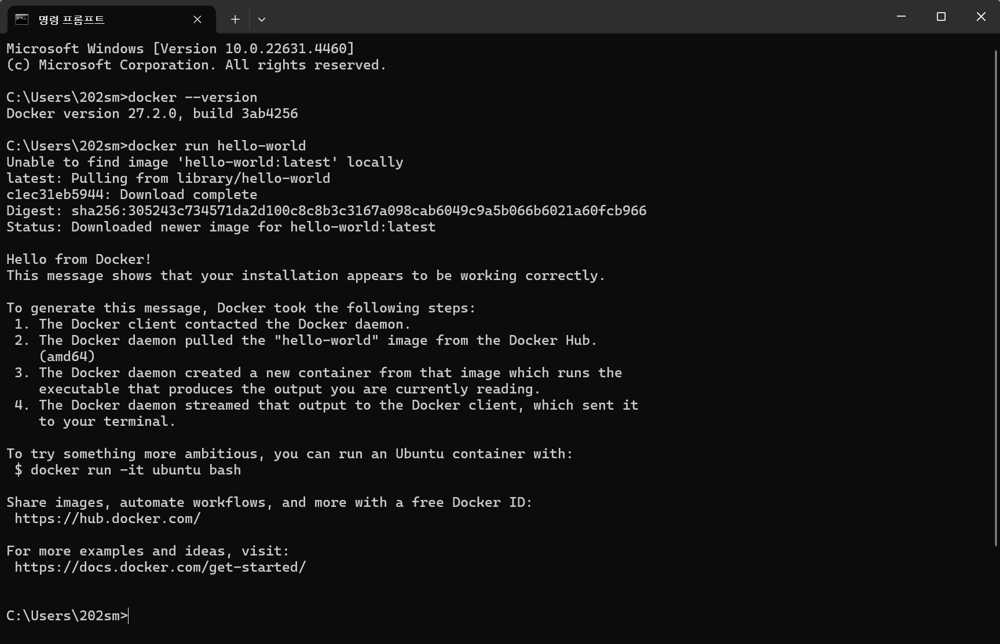 명령 프롬프트
Microsoft Windows [Version 10.0.22631.4460]
(c) Microsoft Corporation. All rights reserved.
C:\Users\202sm>docker --version
Docker version 27.2.0, build 3ab4256
C:\Users\202sm>docker run hello-world
Unable to find image 'hello-world:latest' locally
latest: Pulling from library/hello-world
c1ec31eb5944: Download complete
Digest: sha256:305243c734571da2d100c8c8b3c3167a098cab6049c9a5b066b6021a60fcb966
Status: Downloaded newer image for hello-world:latest
Hello from Docker!
This message shows that your installation appears to be working correctly.
To generate this message, Docker took the following steps:
1. The Docker client contacted the Docker daemon.
2. The Docker daemon pulled the "hello-world" image from the Docker Hub.
(amd64)
3. The Docker daemon created a new container from that image which runs the
executable that produces the output you are currently reading.
4. The Docker daemon streamed that output to the Docker client, which sent it
to your terminal.
To try something more ambitious, you can run an Ubuntu container with:
$ docker run -it ubuntu bash
Share images, automate workflows, and more with a free Docker ID:
https://hub.docker.com/
For more examples and ideas, visit:
https://docs.docker.com/get-started/
C:\Users\202sm>